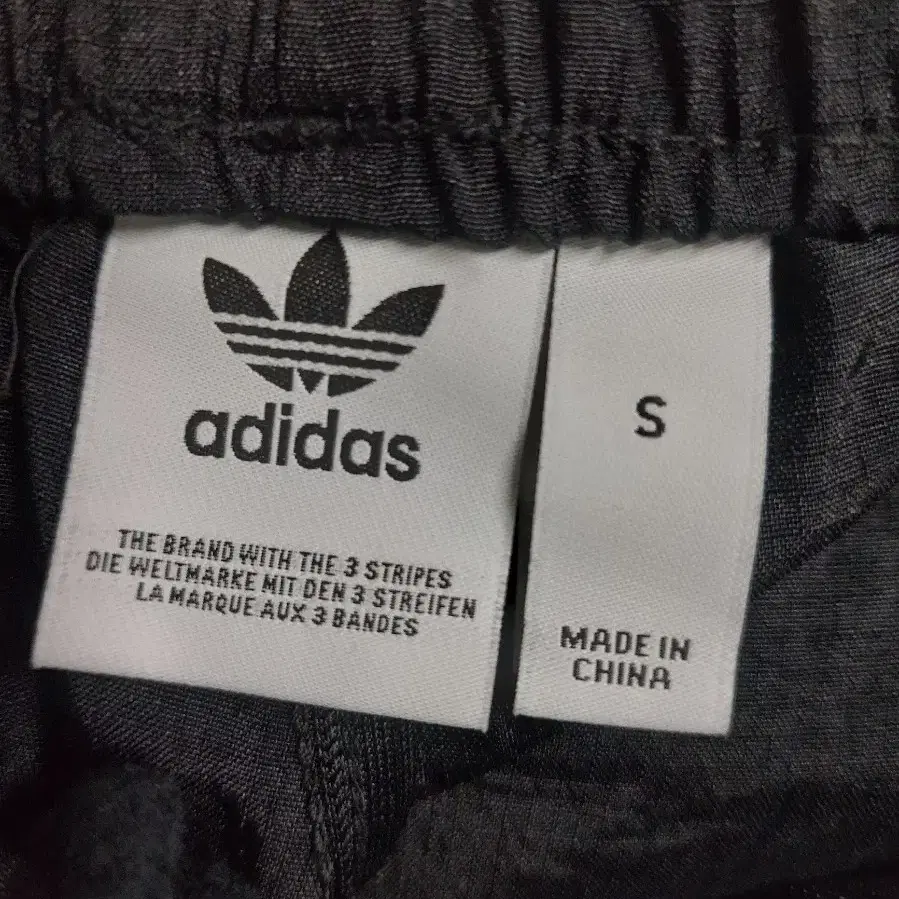 adidas
THE BRAND WITH THE 3 STRIPES
DIE WELTMARKE MIT DEN 3 STREIFEN
LA MARQUE AUX 3 BANDES
S
MADE IN
CHINA